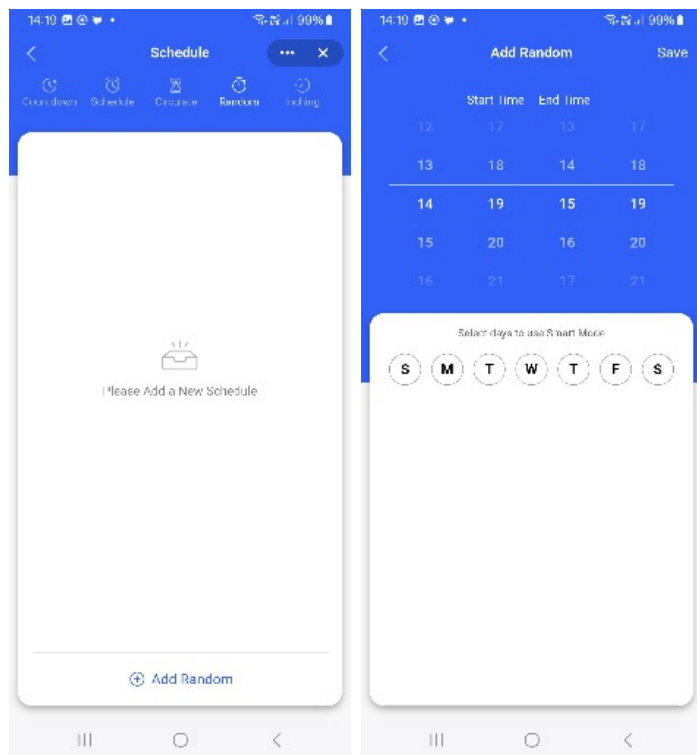 14:19 99%
Schedule
Countdown Schedule Circulate Random Inching
Please Add a New Schedule
Add Random
14:19 99%
Add Random Save
Start Time End Time
12 17 13 17
13 18 14 18
14 19 15 19
15 20 16 20
16 21 17 21
Select days to use Smart Mode
S M T W T F S